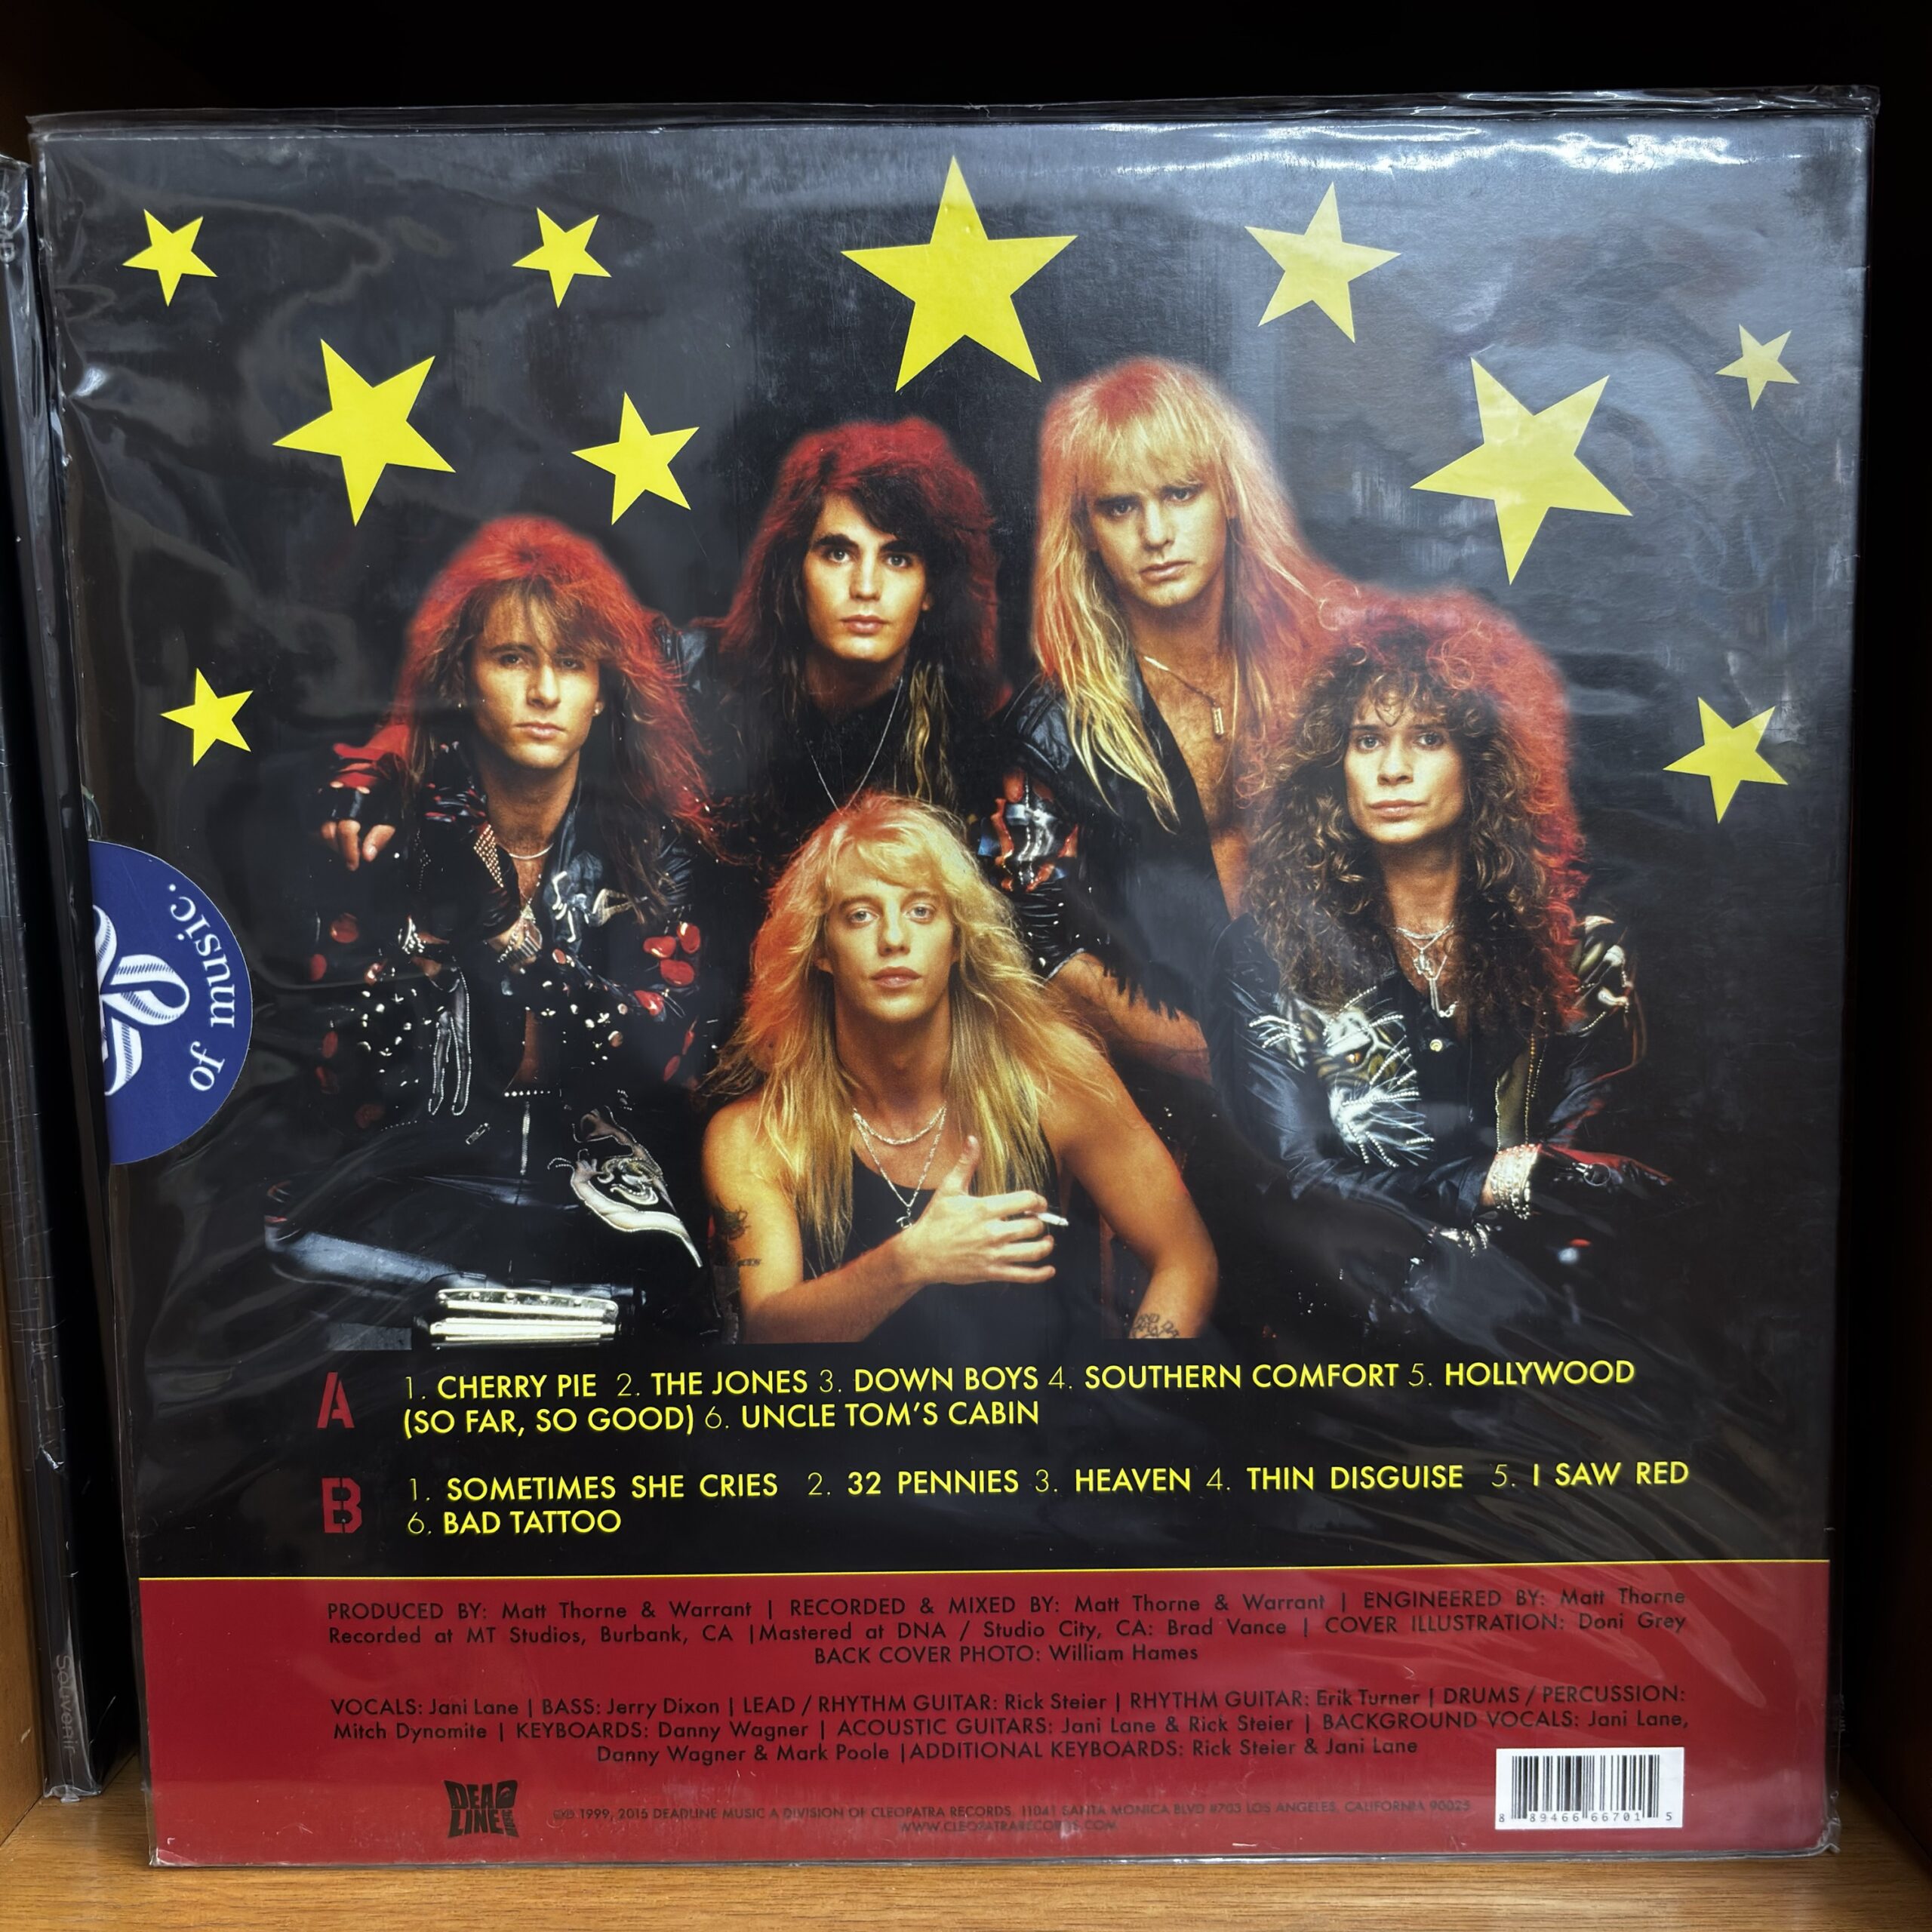 of music.
A 1. CHERRY PIE 2. THE JONES 3. DOWN BOYS 4. SOUTHERN COMFORT 5. HOLLYWOOD
(SO FAR, SO GOOD) 6. UNCLE TOM'S CABIN
B 1. SOMETIMES SHE CRIES 2. 32 PENNIES 3. HEAVEN 4. THIN DISGUISE 5. I SAW RED
6. BAD TATTOO
PRODUCED BY: Matt Thorne & Warrant | RECORDED & MIXED BY: Matt Thorne & Warrant | ENGINEERED BY: Matt Thorne
Recorded at MT Studios, Burbank, CA |Mastered at DNA / Studio City, CA: Brad Vance | COVER ILLUSTRATION: Doni Grey
BACK COVER PHOTO: William Hames
VOCALS: Jani Lane | BASS: Jerry Dixon | LEAD / RHYTHM GUITAR: Rick Steier | RHYTHM GUITAR: Erik Turner | DRUMS / PERCUSSION:
Mitch Dynomite | KEYBOARDS: Danny Wagner | ACOUSTIC GUITARS: Jani Lane & Rick Steier | BACKGROUND VOCALS: Jani Lane,
Danny Wagner & Mark Poole |ADDITIONAL KEYBOARDS: Rick Steier & Jani Lane
DEAD
LINE
©℗ 1999, 2015 DEADLINE MUSIC A DIVISION OF CLEOPATRA RECORDS, 11041 SANTA MONICA BLVD #703 LOS ANGELES, CALIFORNIA 90025
WWW.CLEOPATRARECORDS.COM
8 89466 66701 5
Souvenir